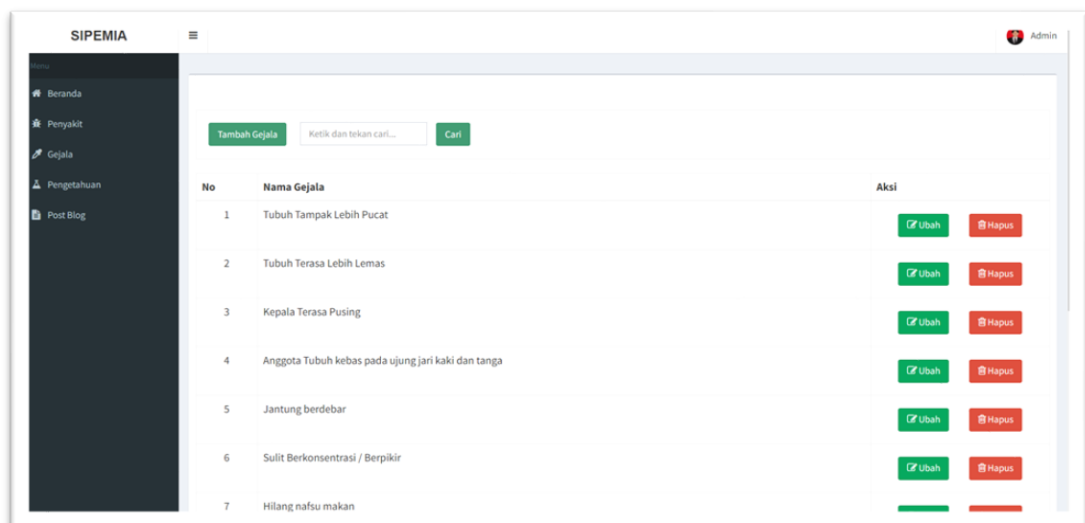 SIPEMIA
Admin
Menu
Beranda
Penyakit
Gejala
Pengetahuan
Post Blog
Tambah Gejala Ketik dan tekan cari... Cari
No Nama Gejala Aksi
1 Tubuh Tampak Lebih Pucat Ubah Hapus
2 Tubuh Terasa Lebih Lemas Ubah Hapus
3 Kepala Terasa Pusing Ubah Hapus
4 Anggota Tubuh kebas pada ujung jari kaki dan tanga Ubah Hapus
5 Jantung berdebar Ubah Hapus
6 Sulit Berkonsentrasi / Berpikir Ubah Hapus
7 Hilang nafsu makan